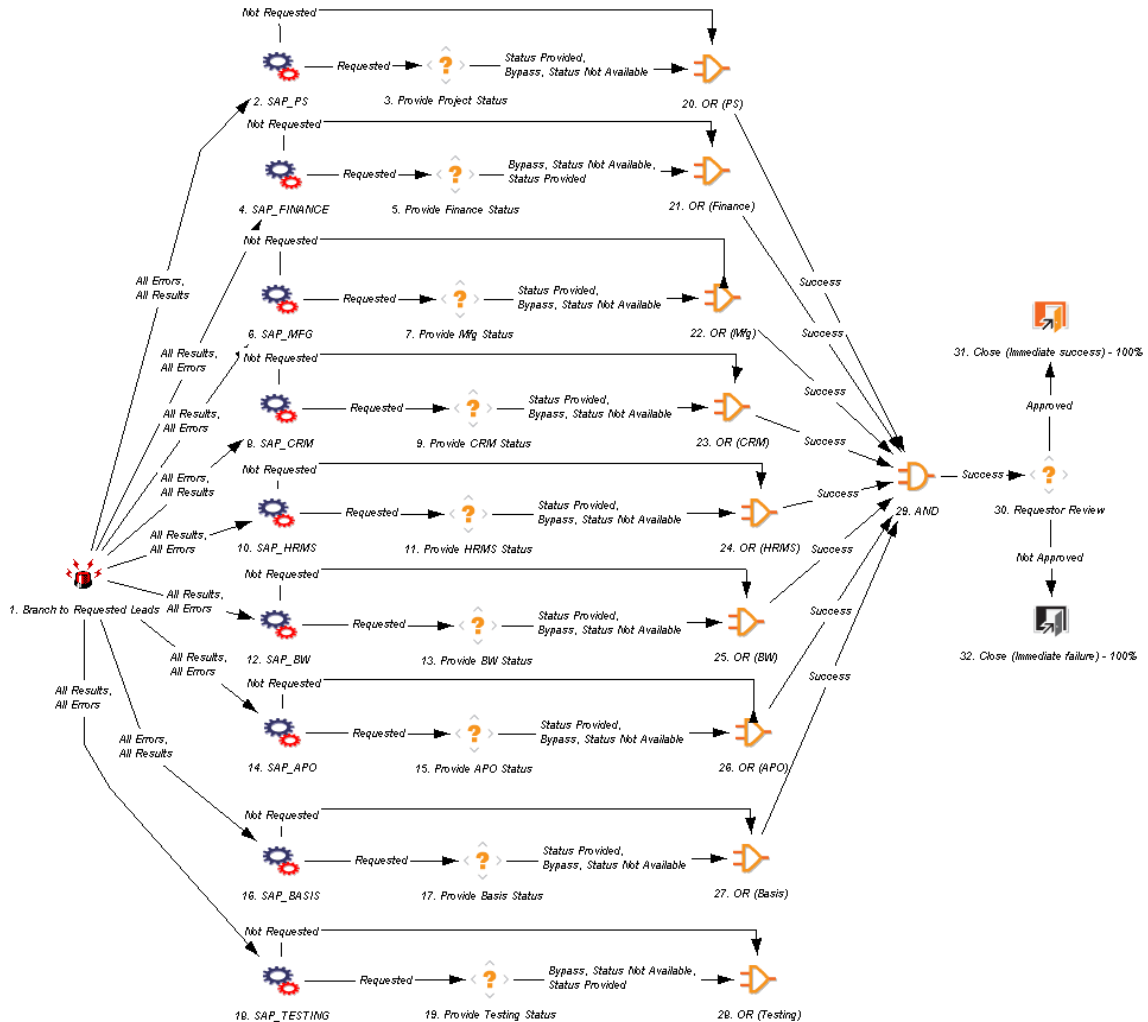 Not Requested
Requested
Status Provided,
Bypass, Status Not Available
2. SAP_PS
3. Provide Project Status
20. OR (PS)
Not Requested
Requested
Bypass, Status Not Available,
Status Provided
4. SAP_FINANCE
5. Provide Finance Status
21. OR (Finance)
Not Requested
All Errors,
All Results
Requested
Status Provided,
Bypass, Status Not Available
Success
6. SAP_MFG
7. Provide Mfg Status
22. OR (Mfg)
Success
31. Close (Immediate success) - 100%
All Results,
All Errors
Not Requested
Success
Requested
Status Provided,
Bypass, Status Not Available
Approved
All Results,
All Errors
8. SAP_CRM
9. Provide CRM Status
23. OR (CRM)
Success
Not Requested
All Errors,
All Results
Success
Success
Requested
Status Provided,
Bypass, Status Not Available
29. AND
30. Requestor Review
All Results,
All Errors
10. SAP_HRMS
11. Provide HRMS Status
24. OR (HRMS)
Success
Not Approved
Not Requested
1. Branch to Requested Leads
All Results,
All Errors
Requested
Status Provided,
Bypass, Status Not Available
Success
12. SAP_BW
13. Provide BW Status
25. OR (BW)
32. Close (Immediate failure) - 100%
All Results,
All Errors
Not Requested
Success
All Results,
All Errors
Requested
Status Provided,
Bypass, Status Not Available
All Errors,
All Results
14. SAP_APO
15. Provide APO Status
26. OR (APO)
Not Requested
Requested
Status Provided,
Bypass, Status Not Available
16. SAP_BASIS
17. Provide Basis Status
27. OR (Basis)
Not Requested
Requested
Bypass, Status Not Available,
Status Provided
18. SAP_TESTING
19. Provide Testing Status
28. OR (Testing)